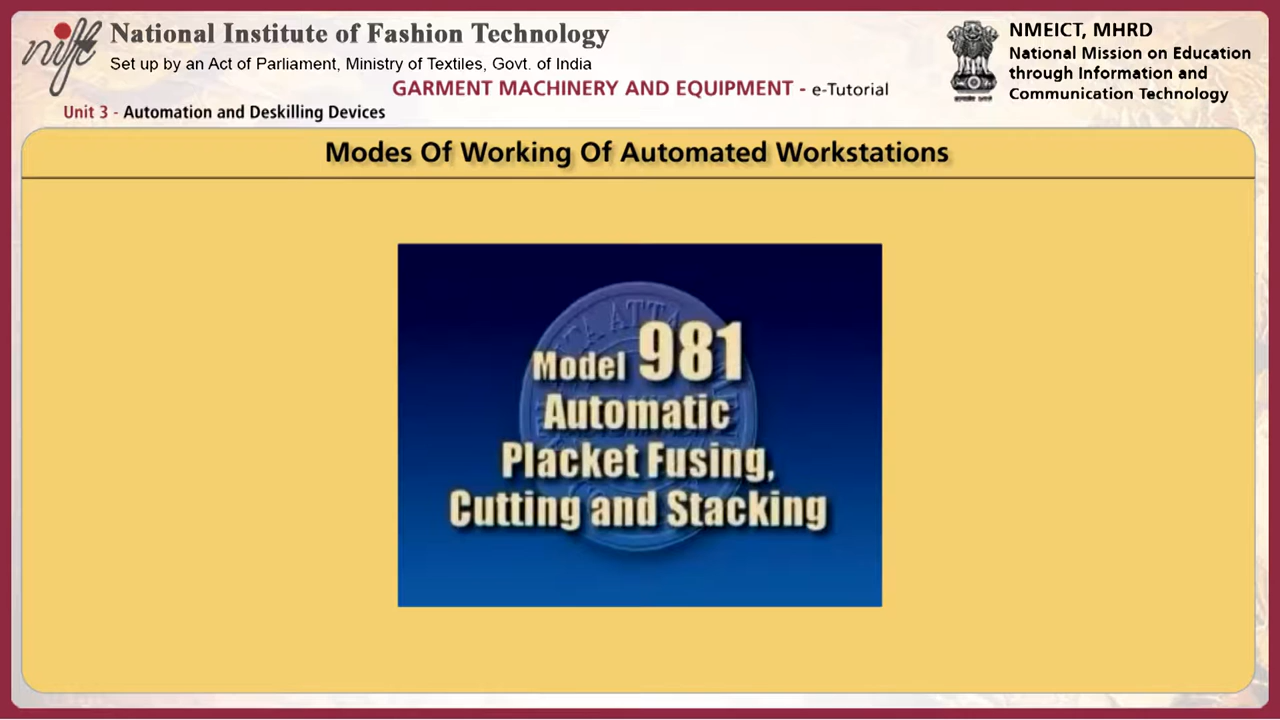 nift
National Institute of Fashion Technology
Set up by an Act of Parliament, Ministry of Textiles, Govt. of India
GARMENT MACHINERY AND EQUIPMENT - e-Tutorial
Unit 3 - Automation and Deskilling Devices
NMEICT, MHRD
National Mission on Education
through Information and
Communication Technology
Modes Of Working Of Automated Workstations
Model 981
Automatic
Placket Fusing,
Cutting and Stacking